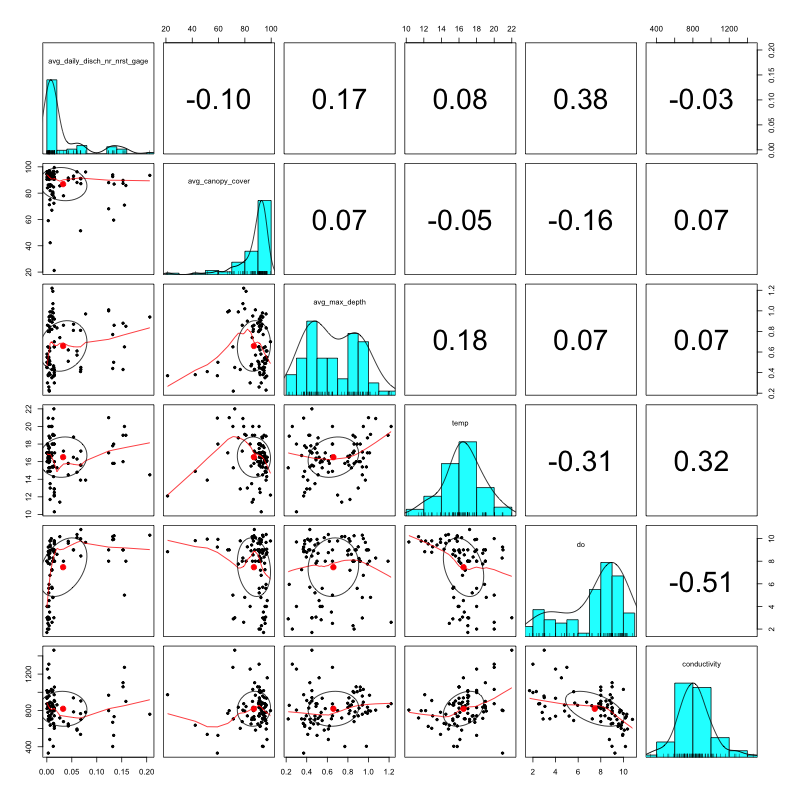 20 40 60 80 100
10 12 14 16 18 20 22
400 800 1200
avg_daily_disch_nr_nrst_gage
-0.10
0.17
0.08
0.38
-0.03
0.00 0.05 0.10 0.15 0.20
20 40 60 80 100
avg_canopy_cover
0.07
-0.05
-0.16
0.07
avg_max_depth
0.18
0.07
0.07
0.2 0.4 0.6 0.8 1.0 1.2
10 12 14 16 18 20 22
temp
-0.31
0.32
do
-0.51
2 4 6 8 10
400 800 1200
conductivity
0.00 0.05 0.10 0.15 0.20
0.2 0.4 0.6 0.8 1.0 1.2
2 4 6 8 10